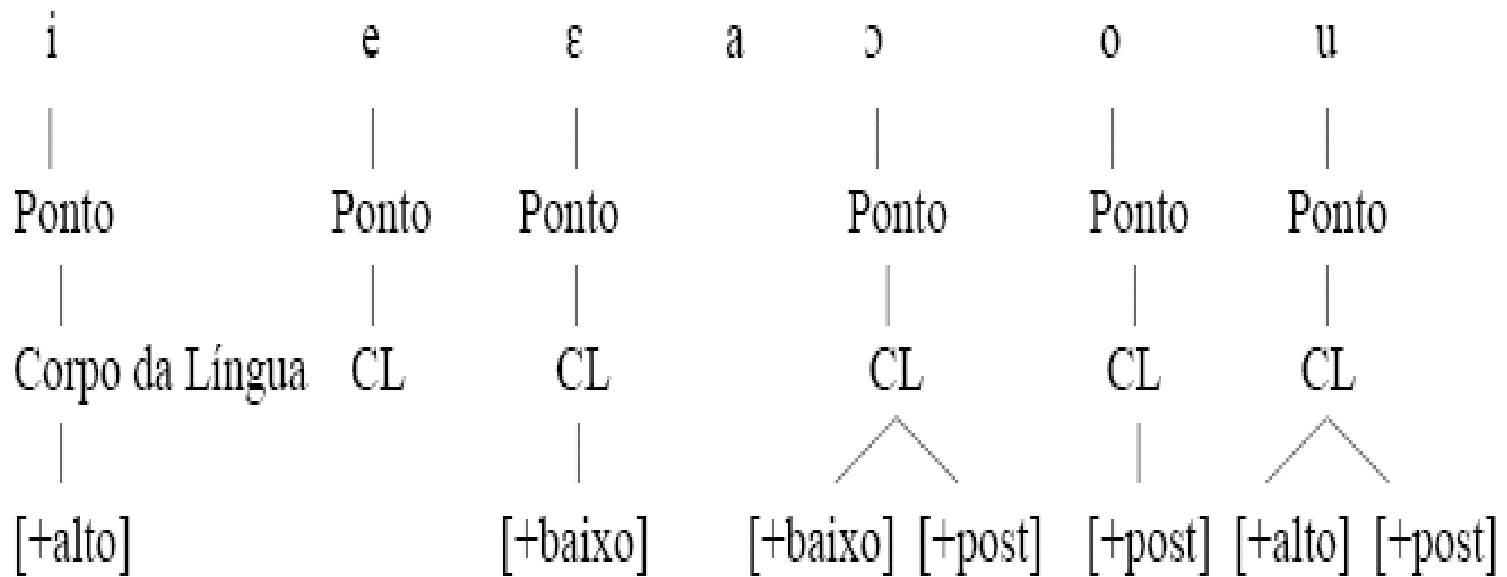 i e ε a ɔ o u
Ponto Ponto Ponto Ponto Ponto Ponto
Corpo da Língua CL CL CL CL CL
[+alto] [+baixo] [+baixo] [+post] [+post] [+alto] [+post]